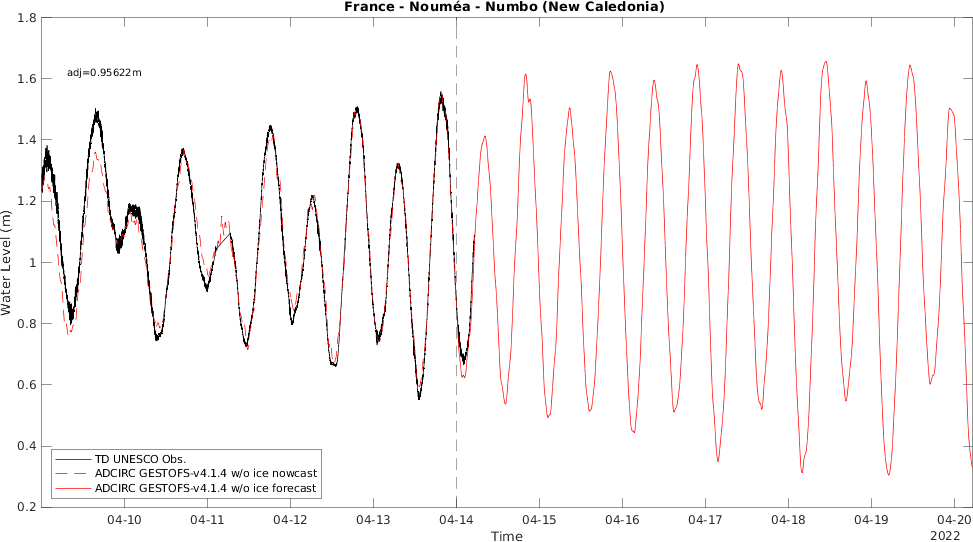 France - Nouméa - Numbo (New Caledonia)
1.8
1.6
1.4
1.2
1
0.8
0.6
0.4
0.2
Water Level (m)
adj=0.95622m
TD UNESCO Obs.
ADCIRC GESTOFS-v4.1.4 w/o ice nowcast
ADCIRC GESTOFS-v4.1.4 w/o ice forecast
04-10 04-11 04-12 04-13 04-14 04-15 04-16 04-17 04-18 04-19 04-20
Time
2022